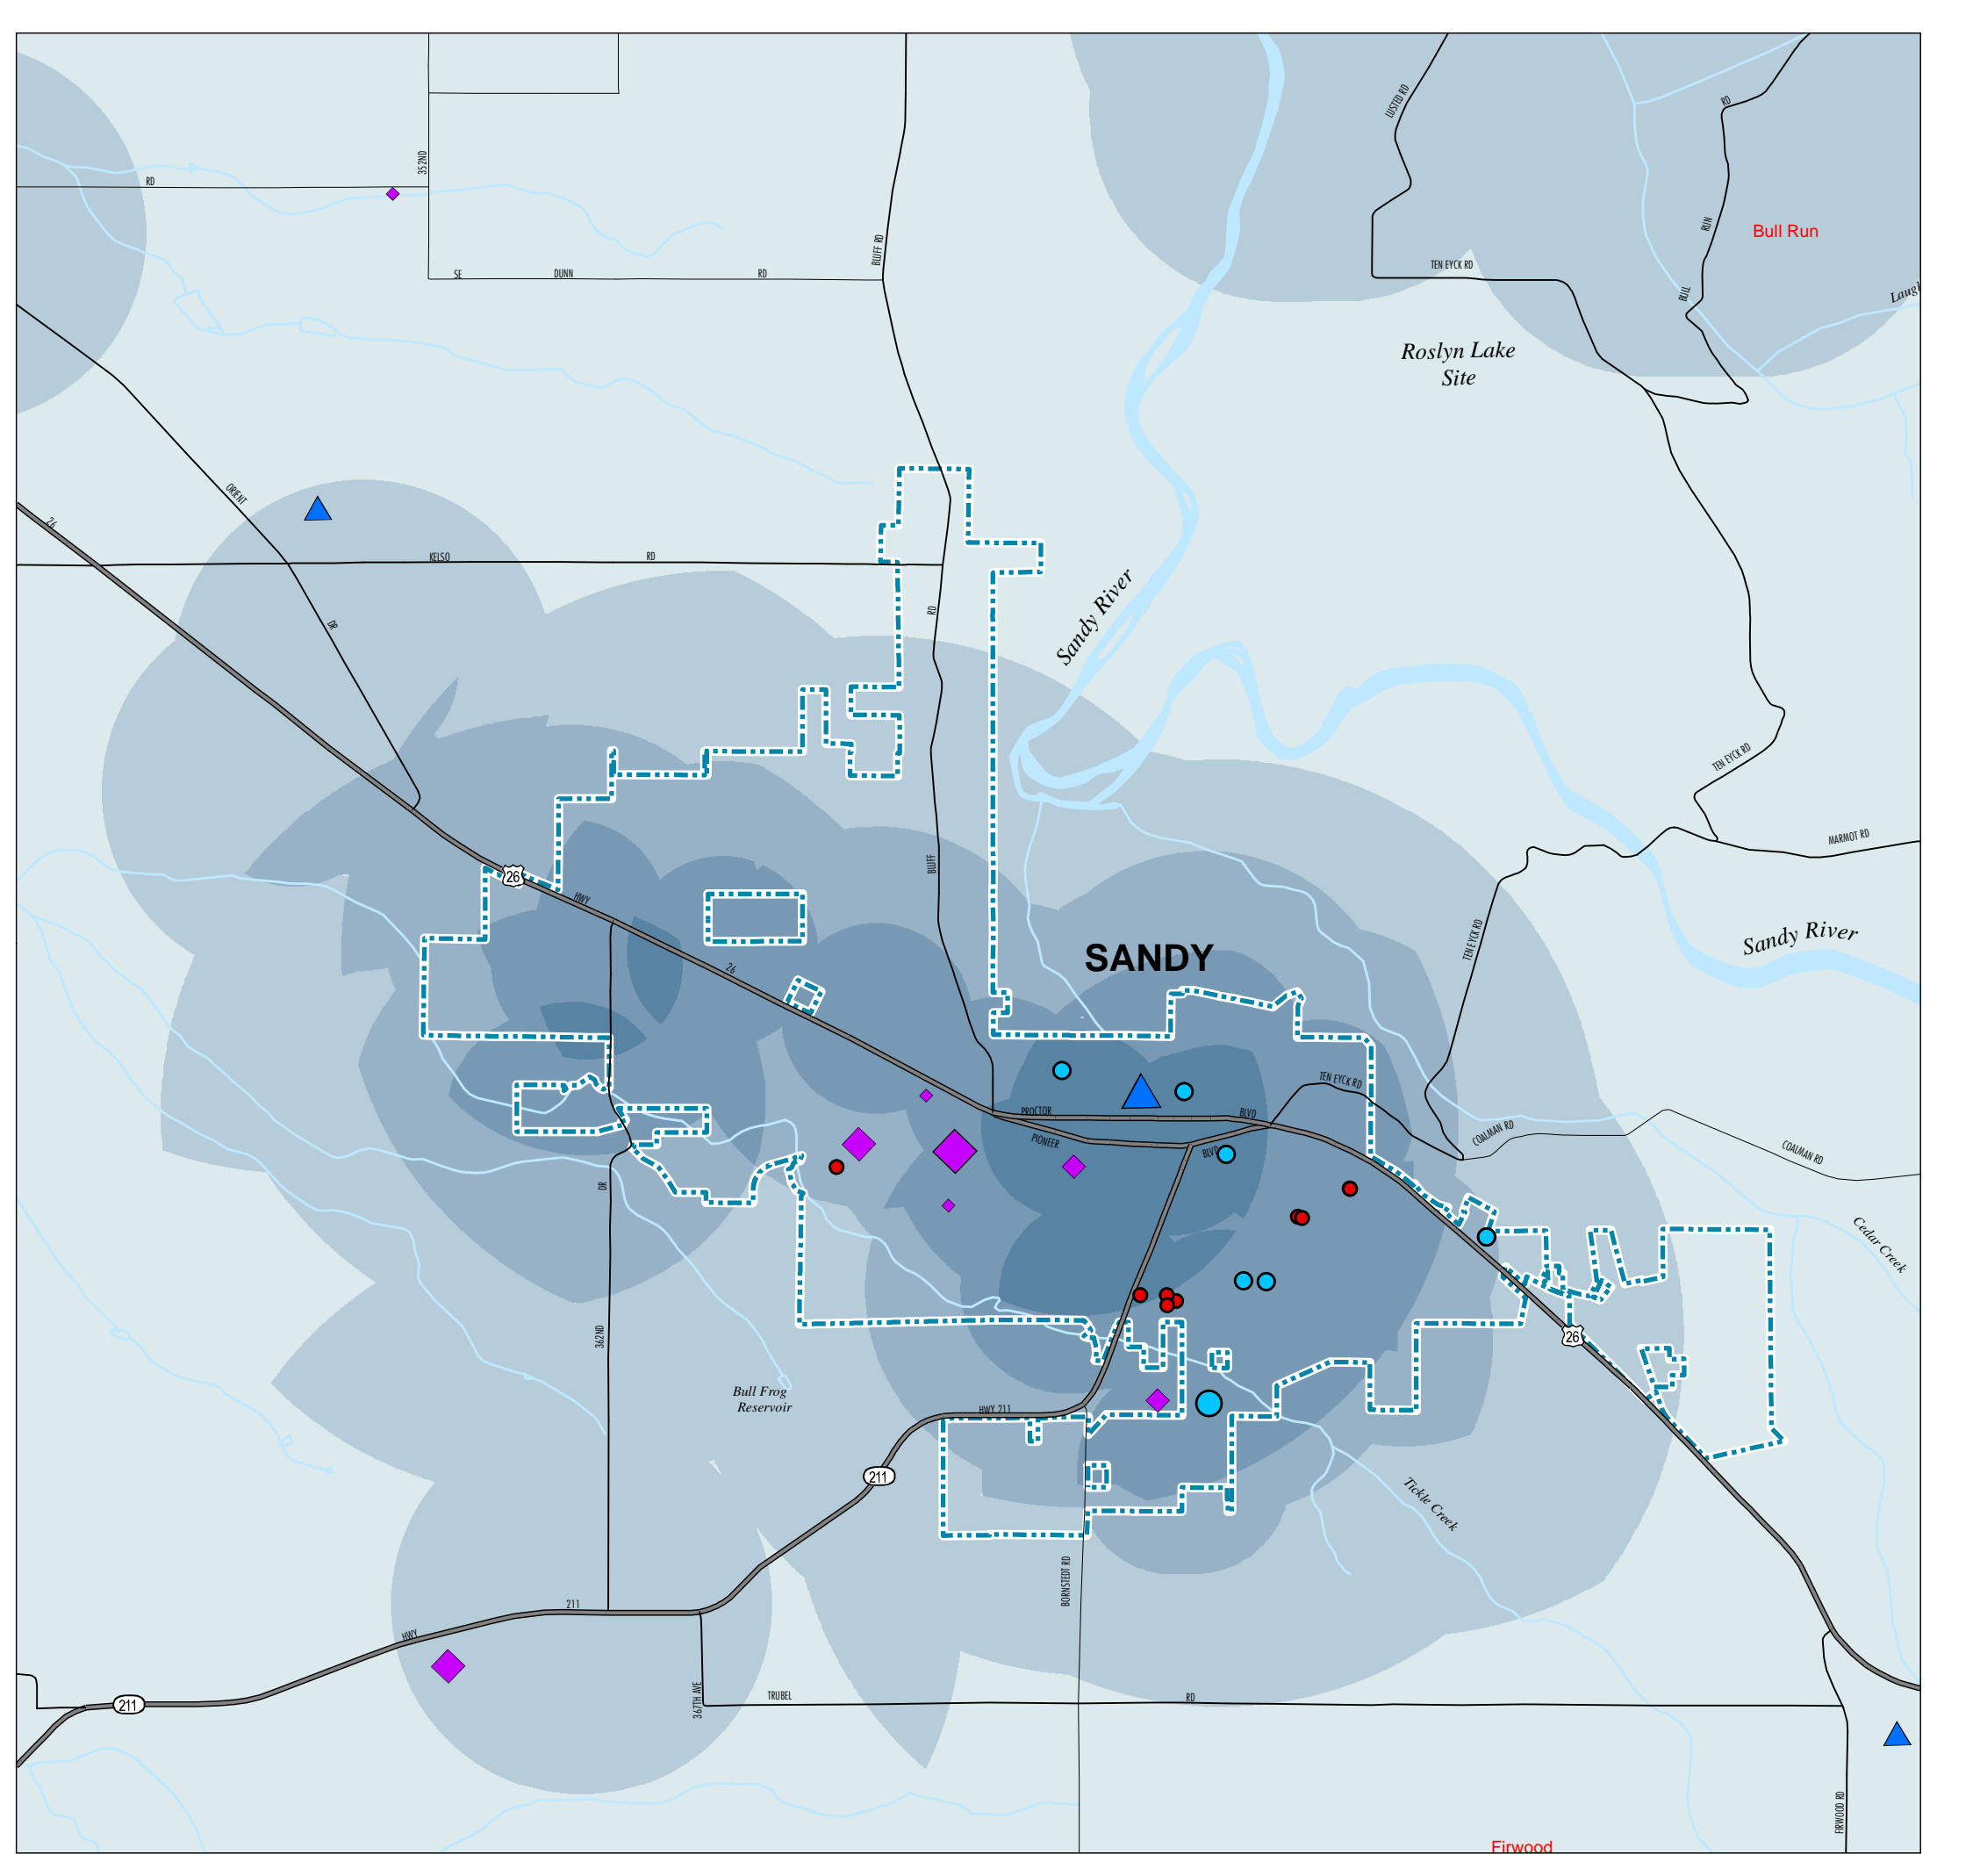 LUSTED RD
RD
352ND
RD
RUN
Bull Run
BLUFF RD
SE
DUNN
RD
TEN EYCK RD
BULL
Laugh
Roslyn Lake
Site
ORIENT
26
KELSO
RD
Sandy River
RD
DR
TEN EYCK RD
MARMOT RD
BLUFF
26
HWY
SANDY
TEN EYCK RD
Sandy River
26
TEN EYCK RD
PROCTOR
BLVD
PIONEER
BLVD
COALMAN RD
COALMAN RD
DR
Cedar Creek
362ND
26
Bull Frog
Reservoir
HWY 211
211
Tickle Creek
BORNSTEDT RD
211
HWY
367TH AVE
TRUBEL
RD
211
FIRWOOD RD
Firwood